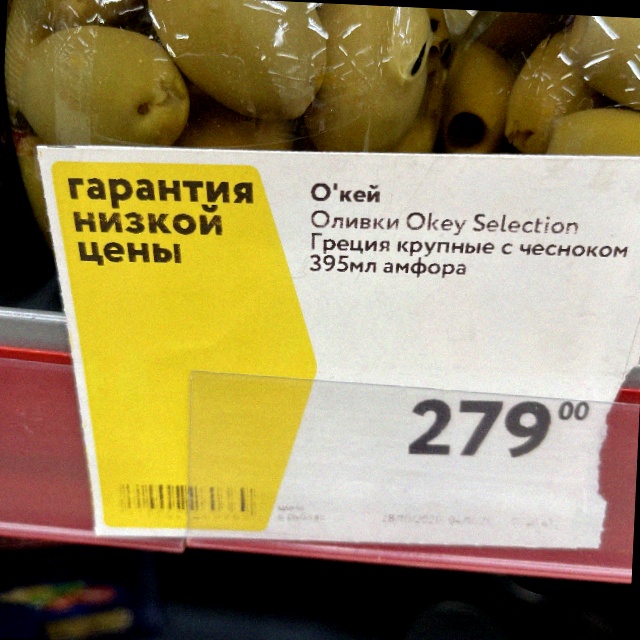 гарантия
низкой
цены
О'кей
Оливки Okey Selection
Греция крупные с чесноком
395мл амфора
279 00